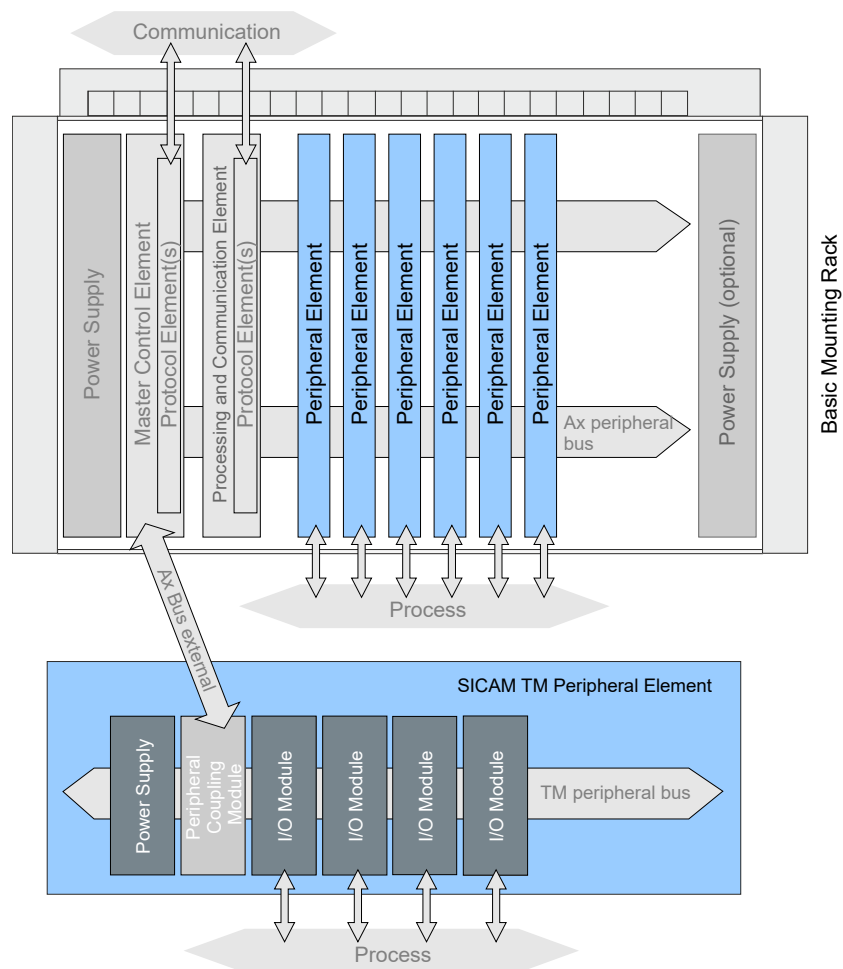 Communication
Power Supply
Master Control Element
Protocol Element(s)
Processing and Communication Element
Protocol Element(s)
Peripheral Element
Peripheral Element
Peripheral Element
Peripheral Element
Peripheral Element
Peripheral Element
Ax peripheral
bus
Power Supply (optional)
Basic Mounting Rack
Process
Ax Bus external
SICAM TM Peripheral Element
Power Supply
Peripheral
Coupling
Module
I/O Module
I/O Module
I/O Module
I/O Module
TM peripheral bus
Process